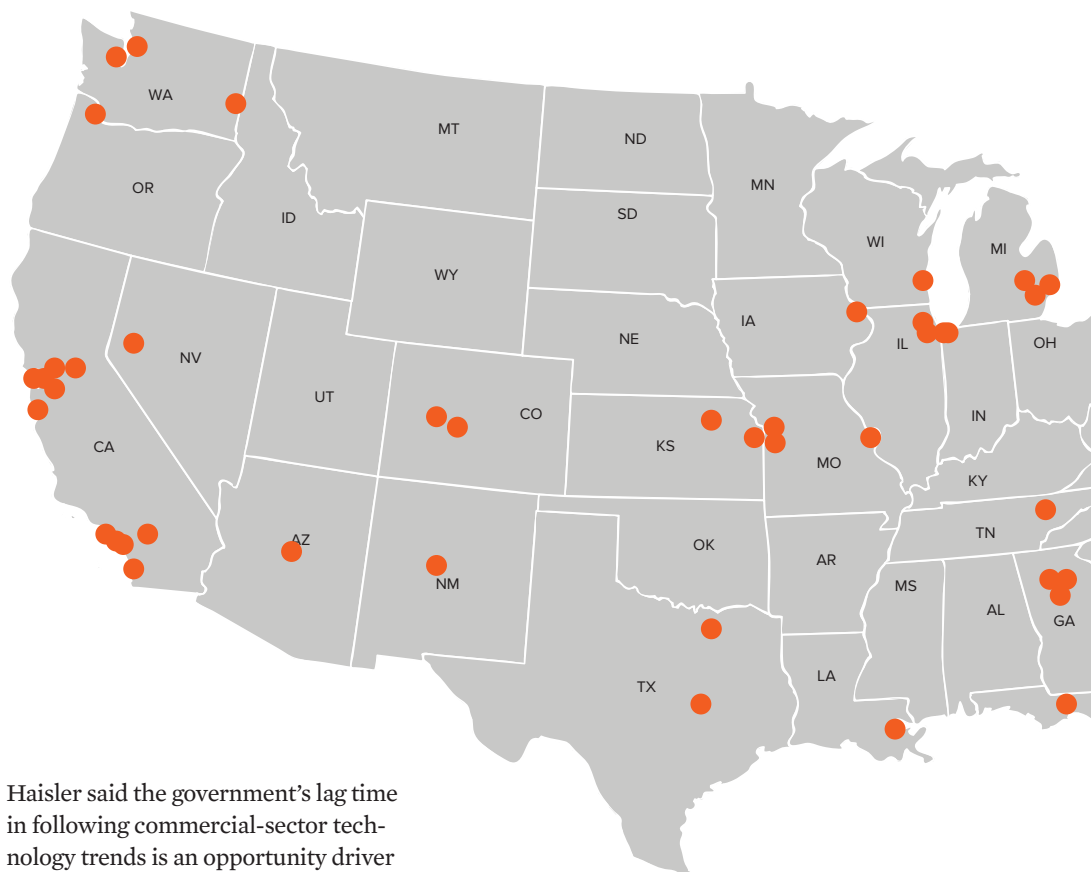 WA
MT
ND
MN
OR
ID
SD
WI
MI
WY
IA
NE
IL
OH
NV
UT
CO
IN
CA
KS
MO
KY
AZ
NM
OK
AR
TN
MS
AL
GA
TX
LA
Haisler said the government’s lag time
in following commercial-sector tech-
nology trends is an opportunity driver